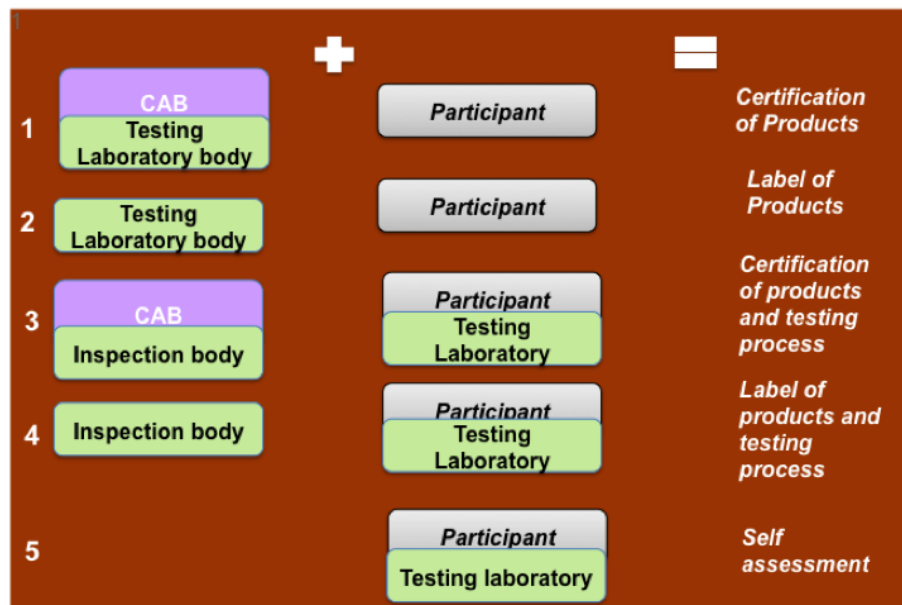 1
CAB
1
Testing
Laboratory body
Participant
Certification
of Products
2
Testing
Laboratory body
Participant
Label of
Products
3
CAB
Inspection body
Participant
Testing
Laboratory
Certification
of products
and testing
process
4
Inspection body
Participant
Testing
Laboratory
Label of
products and
testing
process
5
Participant
Testing laboratory
Self
assessment